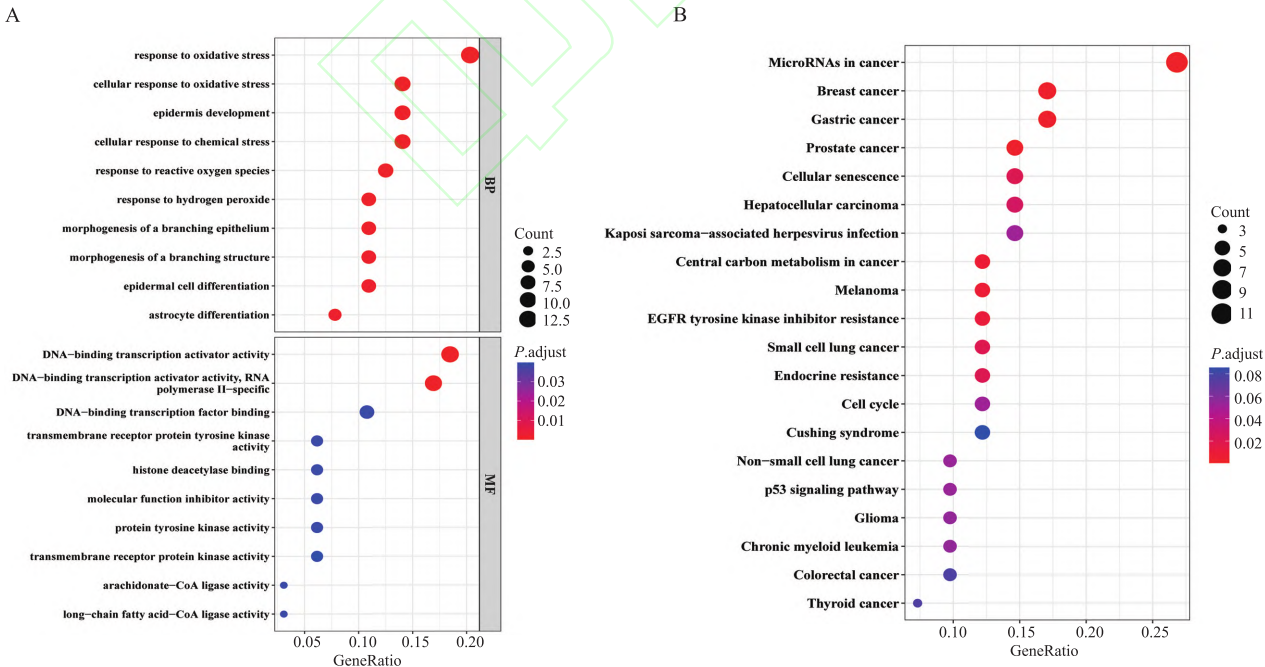 A
response to oxidative stress
cellular response to oxidative stress
epidermis development
cellular response to chemical stress
response to reactive oxygen species
response to hydrogen peroxide
morphogenesis of a branching epithelium
morphogenesis of a branching structure
epidermal cell differentiation
astrocyte differentiation
BP
DNA−binding transcription activator activity
DNA−binding transcription activator activity, RNA
polymerase II−specific
DNA−binding transcription factor binding
transmembrane receptor protein tyrosine kinase
activity
histone deacetylase binding
molecular function inhibitor activity
protein tyrosine kinase activity
transmembrane receptor protein kinase activity
arachidonate−CoA ligase activity
long−chain fatty acid−CoA ligase activity
MF
0.05 0.10 0.15 0.20
GeneRatio
Count
2.5
5.0
7.5
10.0
12.5
P.adjust
0.03
0.02
0.01
B
MicroRNAs in cancer
Breast cancer
Gastric cancer
Prostate cancer
Cellular senescence
Hepatocellular carcinoma
Kaposi sarcoma−associated herpesvirus infection
Central carbon metabolism in cancer
Melanoma
EGFR tyrosine kinase inhibitor resistance
Small cell lung cancer
Endocrine resistance
Cell cycle
Cushing syndrome
Non−small cell lung cancer
p53 signaling pathway
Glioma
Chronic myeloid leukemia
Colorectal cancer
Thyroid cancer
0.10 0.15 0.20 0.25
GeneRatio
Count
3
5
7
9
11
P.adjust
0.08
0.06
0.04
0.02